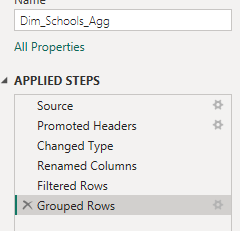 Name
Dim_Schools_Agg
All Properties
APPLIED STEPS
Source
Promoted Headers
Changed Type
Renamed Columns
Filtered Rows
Grouped Rows